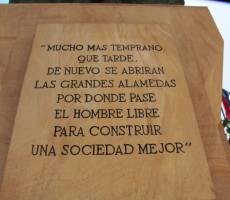 "MUCHO MAS TEMPRANO
QUE TARDE,
DE NUEVO SE ABRIRAN
LAS GRANDES ALAMEDAS
POR DONDE PASE
EL HOMBRE LIBRE
PARA CONSTRUIR
UNA SOCIEDAD MEJOR"